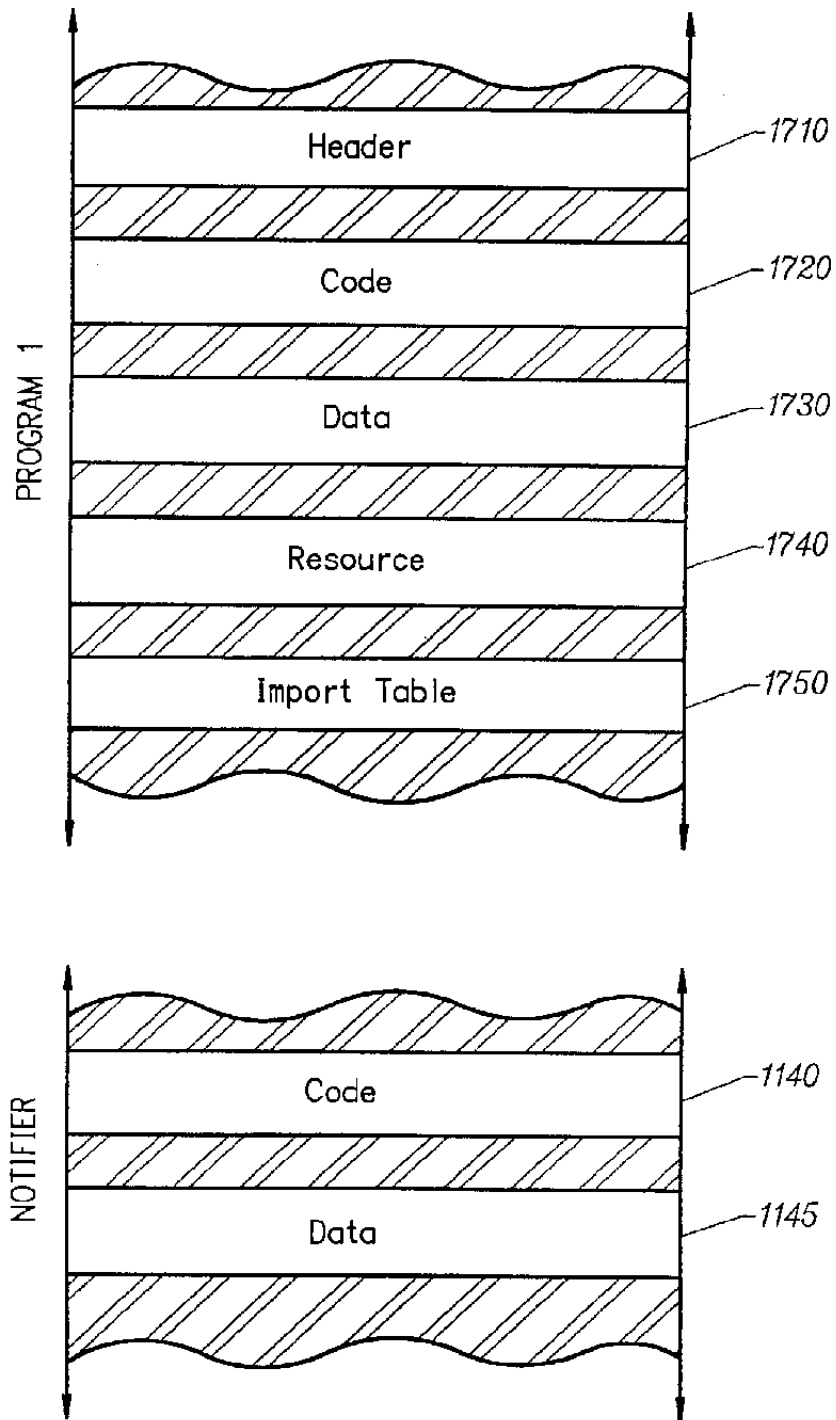 PROGRAM 1
Header
1710
Code
1720
Data
1730
Resource
1740
Import Table
1750
NOTIFIER
Code
1140
Data
1145